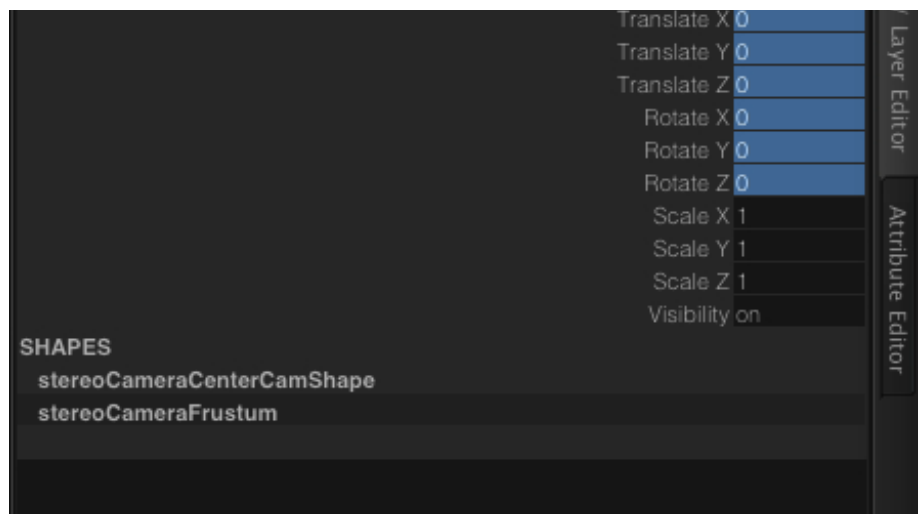 Translate X 0
Translate Y 0
Translate Z 0
Rotate X 0
Rotate Y 0
Rotate Z 0
Scale X 1
Scale Y 1
Scale Z 1
Visibility on
SHAPES
stereoCameraCenterCamShape
stereoCameraFrustum
Layer Editor
Attribute Editor